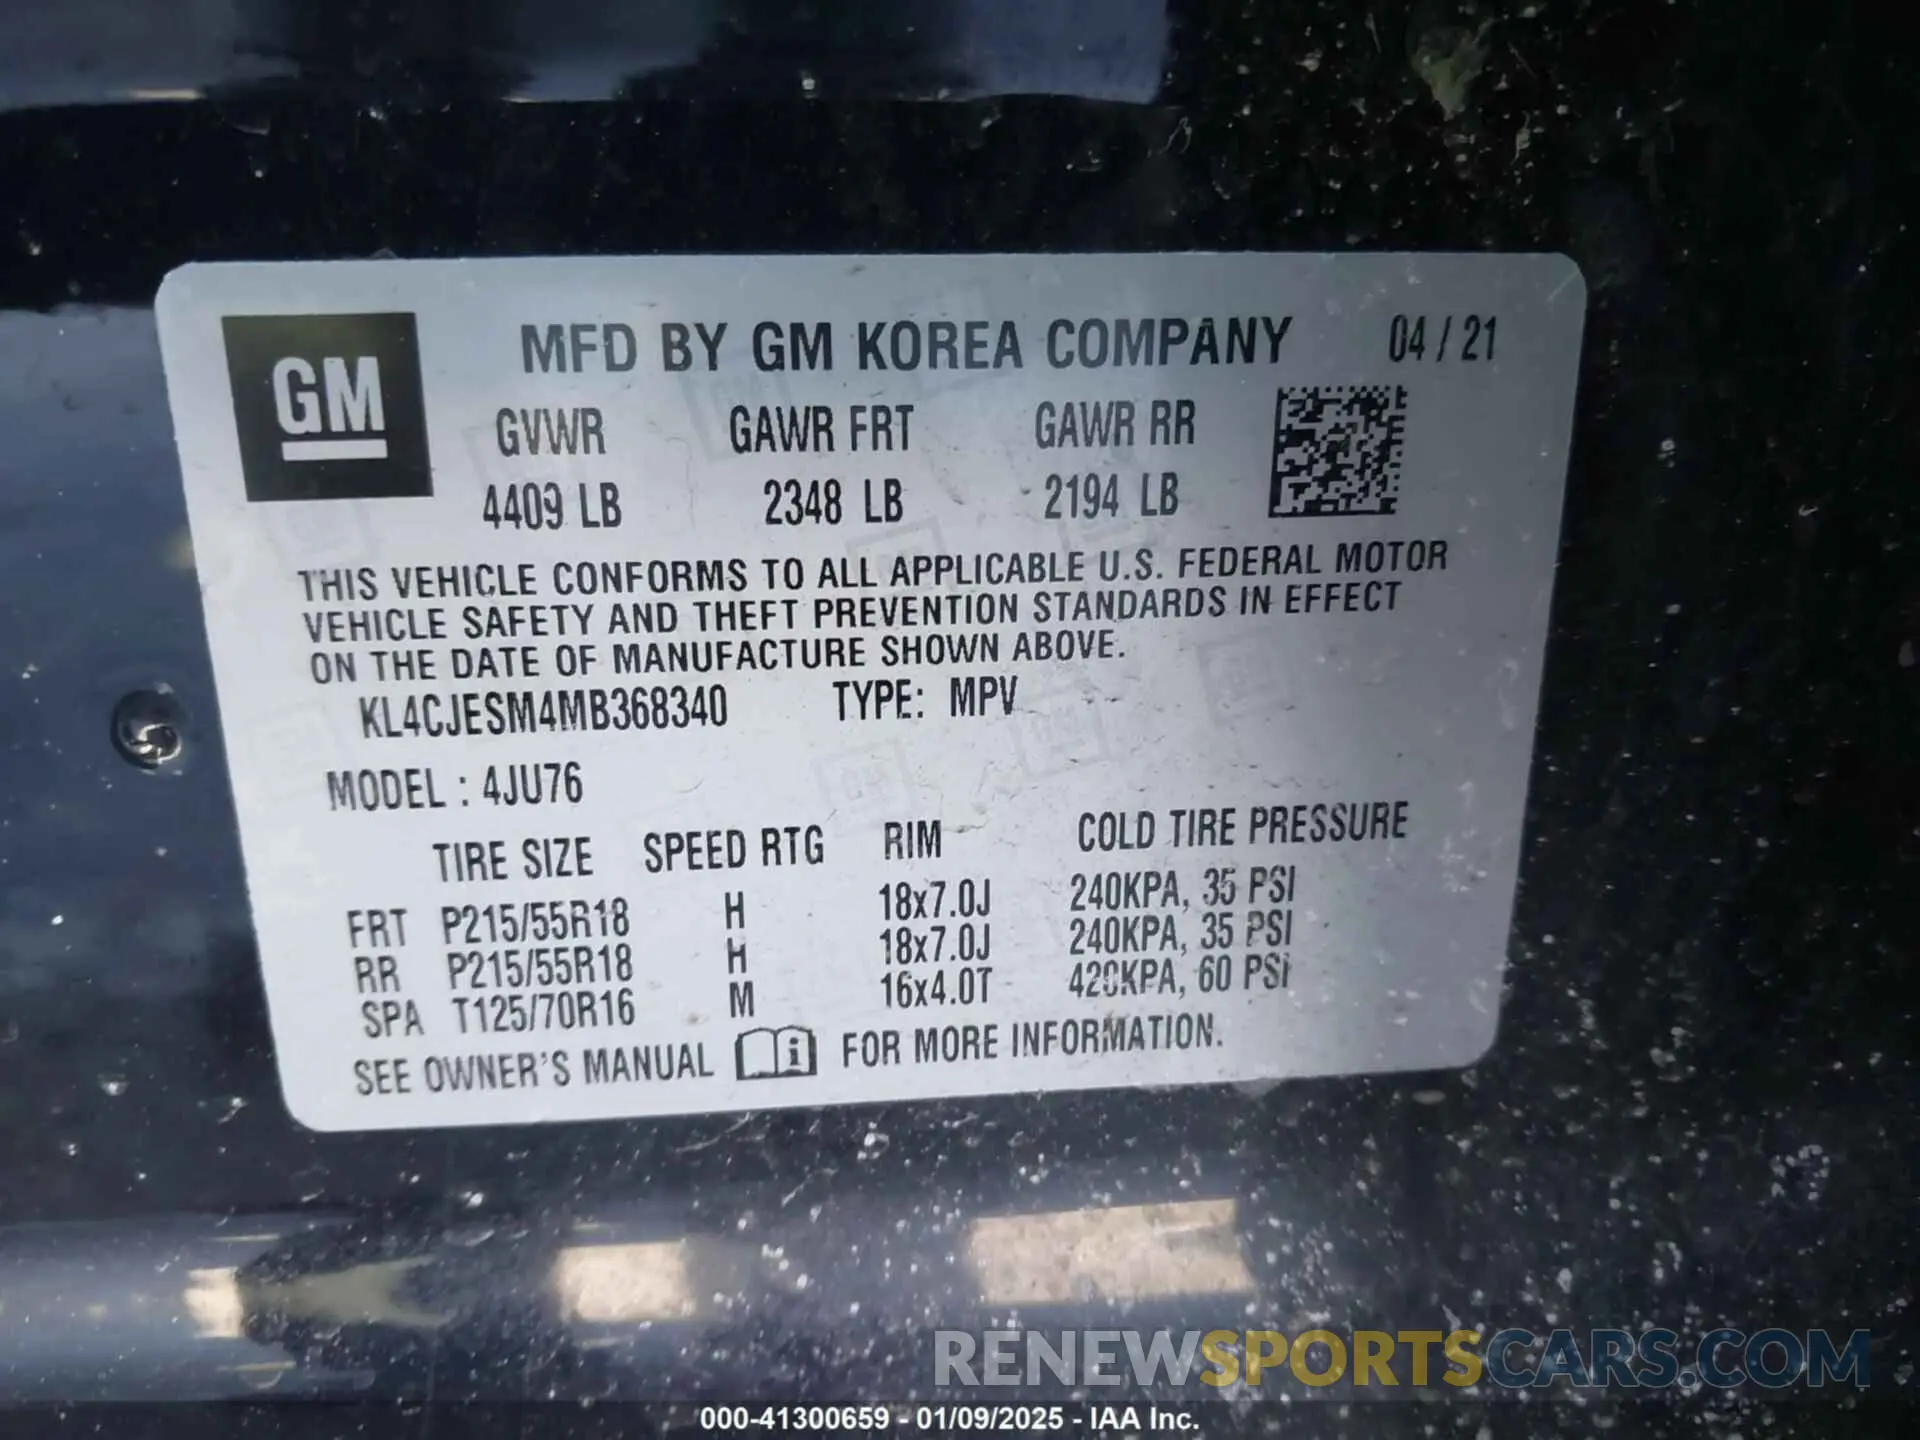 GM
MFD BY GM KOREA COMPANY 04 / 21
GVWR GAWR FRT GAWR RR
4409 LB 2348 LB 2194 LB
THIS VEHICLE CONFORMS TO ALL APPLICABLE U.S. FEDERAL MOTOR
VEHICLE SAFETY AND THEFT PREVENTION STANDARDS IN EFFECT
ON THE DATE OF MANUFACTURE SHOWN ABOVE.
KL4CJESM4MB368340 TYPE: MPV
MODEL : 4JU76
TIRE SIZE SPEED RTG RIM COLD TIRE PRESSURE
FRT P215/55R18 H 18x7.0J 240KPA, 35 PSI
RR P215/55R18 H 18x7.0J 240KPA, 35 PSI
SPA T125/70R16 M 16x4.0T 420KPA, 60 PSI
SEE OWNER'S MANUAL FOR MORE INFORMATION.
RENEWSPORTSCARS.COM
000-41300659 - 01/09/2025 - IAA Inc.